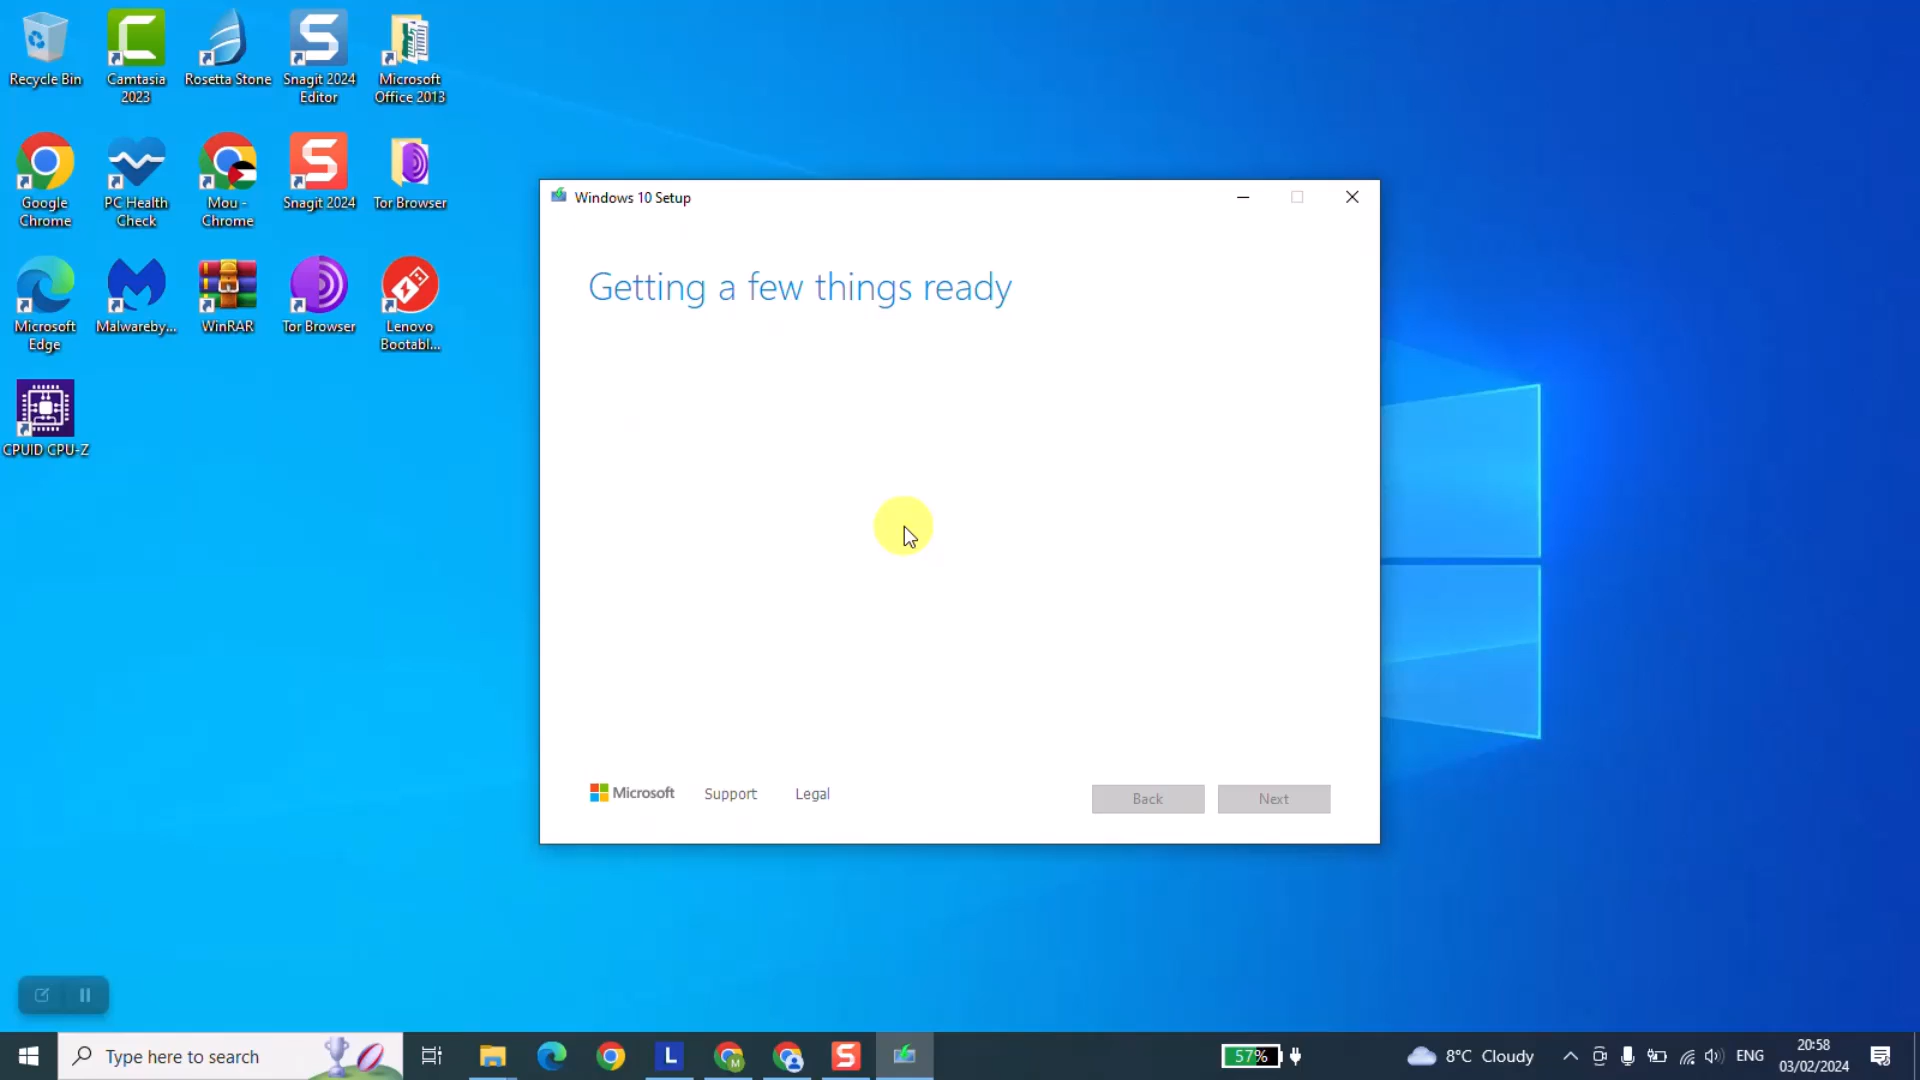 Recycle Bin
Camtasia
2023
Rosetta Stone
Snagit 2024
Editor
Microsoft
Office 2013
Google
Chrome
PC Health
Check
Mou -
Chrome
Snagit 2024
Tor Browser
Microsoft
Edge
Malwareby...
WinRAR
Tor Browser
Lenovo
Bootabl...
CPUID CPU-Z
Windows 10 Setup
Getting a few things ready
Microsoft
Support
Legal
Back
Next
Type here to search
L
M
57%
8°C Cloudy
ENG
20:58
03/02/2024